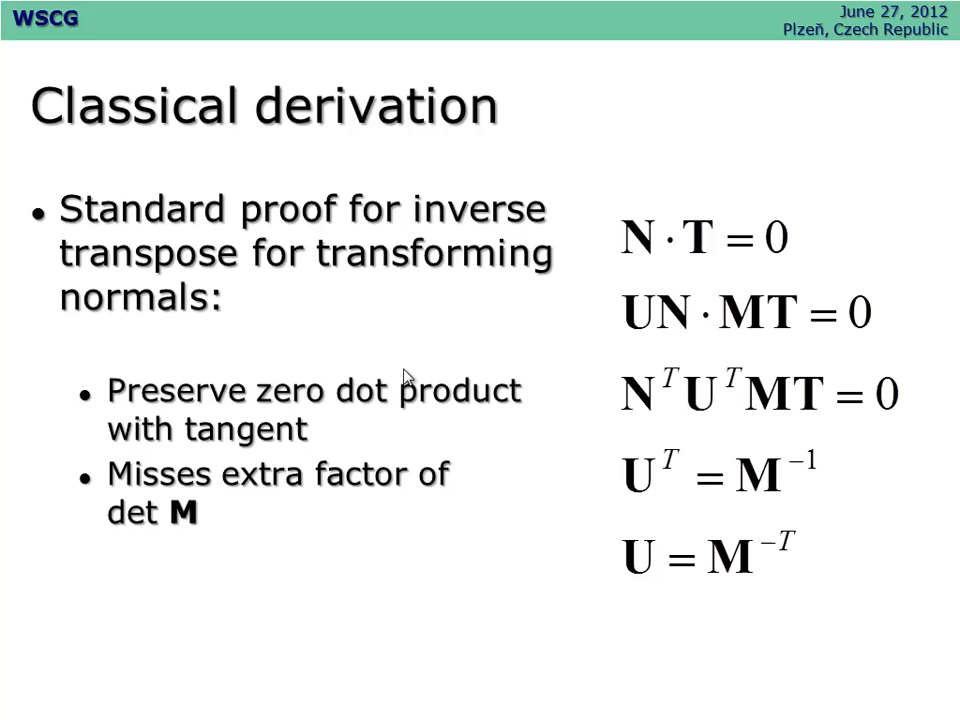 WSCG
June 27, 2012
Plzeň, Czech Republic
Classical derivation
• Standard proof for inverse
transpose for transforming
normals:
• Preserve zero dot product
with tangent
• Misses extra factor of
det M
N · T = 0
UN · MT = 0
N^T U^T MT = 0
U^T = M^−1
U = M^−T